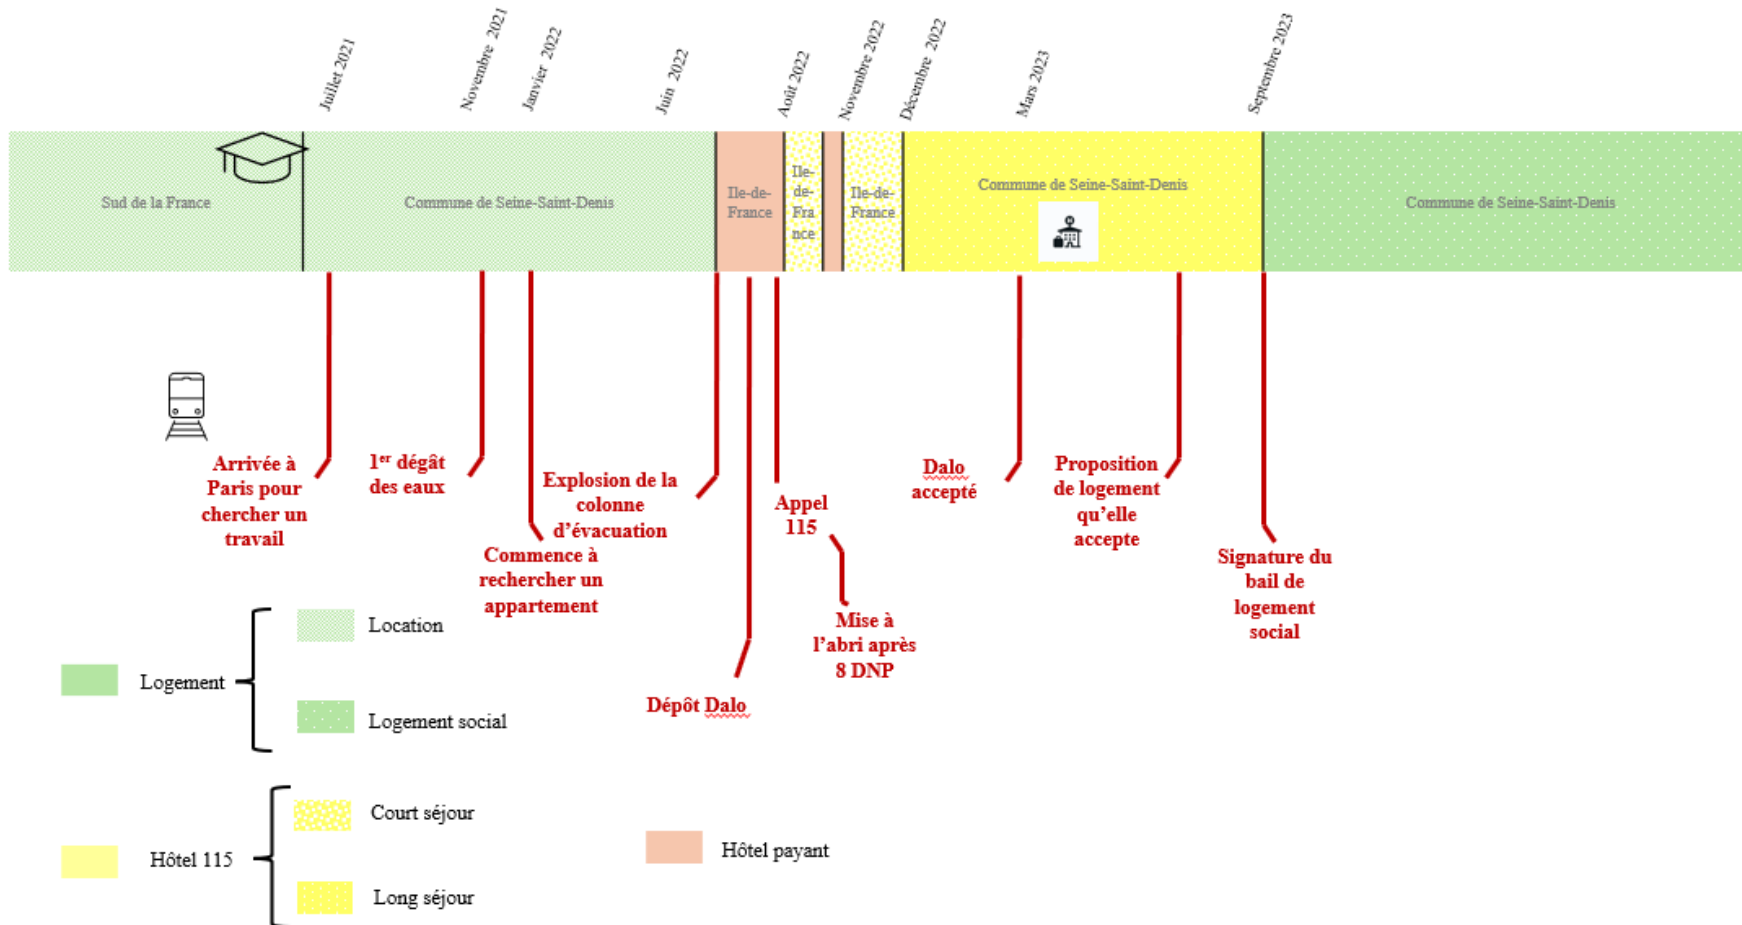 Juillet 2021
Novembre 2021
Janvier 2022
Juin 2022
Août 2022
Novembre 2022
Décembre 2022
Mars 2023
Septembre 2023
Sud de la France
Commune de Seine-Saint-Denis
Ile-de-
France
Ile-
de-
Fra
nce
Ile-de-
France
Commune de Seine-Saint-Denis
H
Commune de Seine-Saint-Denis
Arrivée à
Paris pour
chercher un
travail
1er dégât
des eaux
Commence à
rechercher un
appartement
Explosion de la
colonne
d’évacuation
Dépôt Dalo
Appel
115
Mise à
l’abri après
8 DNP
Dalo
accepté
Proposition
de logement
qu’elle
accepte
Signature du
bail de
logement
social
Logement
Location
Logement social
Hôtel 115
Court séjour
Long séjour
Hôtel payant